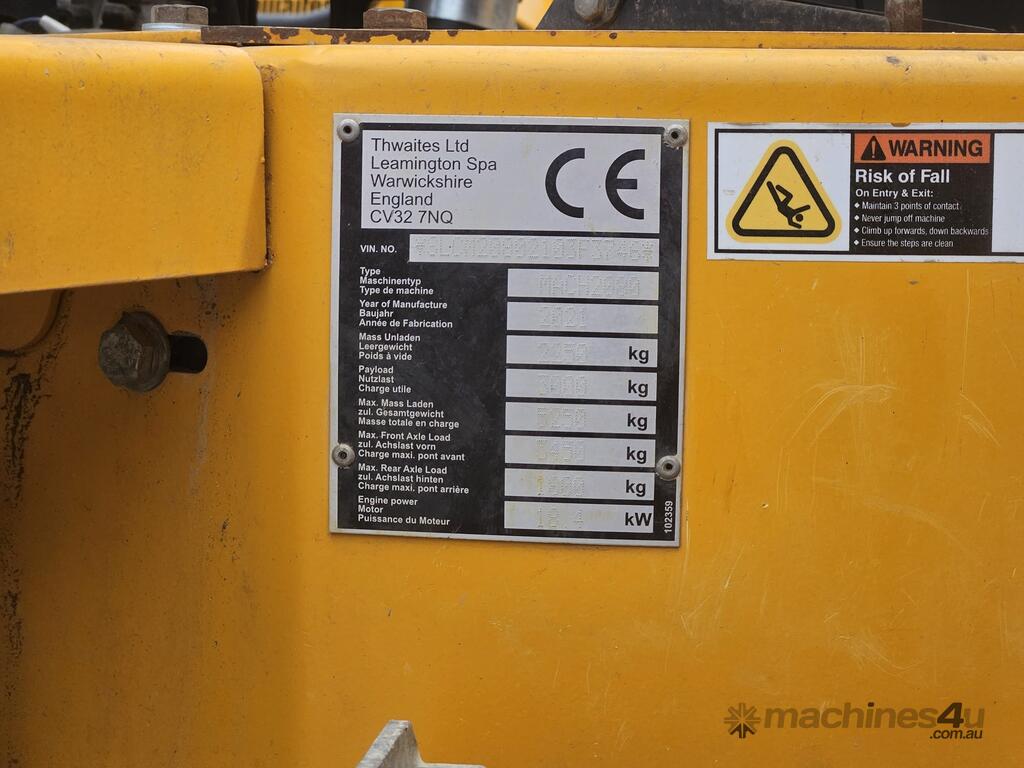 Thwaites Ltd
Leamington Spa
Warwickshire
England
CV32 7NQ
CE
VIN. NO.
Type
Maschinentyp
Type de machine
MACH2080
Year of Manufacture
Baujahr
Année de Fabrication
2021
Mass Unladen
Leergewicht
Poids à vide
kg
Payload
Nutzlast
Charge utile
kg
Max. Mass Laden
zul. Gesamtgewicht
Masse totale en charge
5250 kg
Max. Front Axle Load
zul. Achslast vorn
Charge maxi. pont avant
kg
Max. Rear Axle Load
zul. Achslast hinten
Charge maxi. pont arrière
kg
Engine power
Motor
Puissance du Moteur
18.4 kW
102359
WARNING
Risk of Fall
On Entry & Exit:
◆ Maintain 3 points of contact
◆ Never jump off machine
◆ Climb up forwards, down backwards
◆ Ensure the steps are clean
machines4u
.com.au